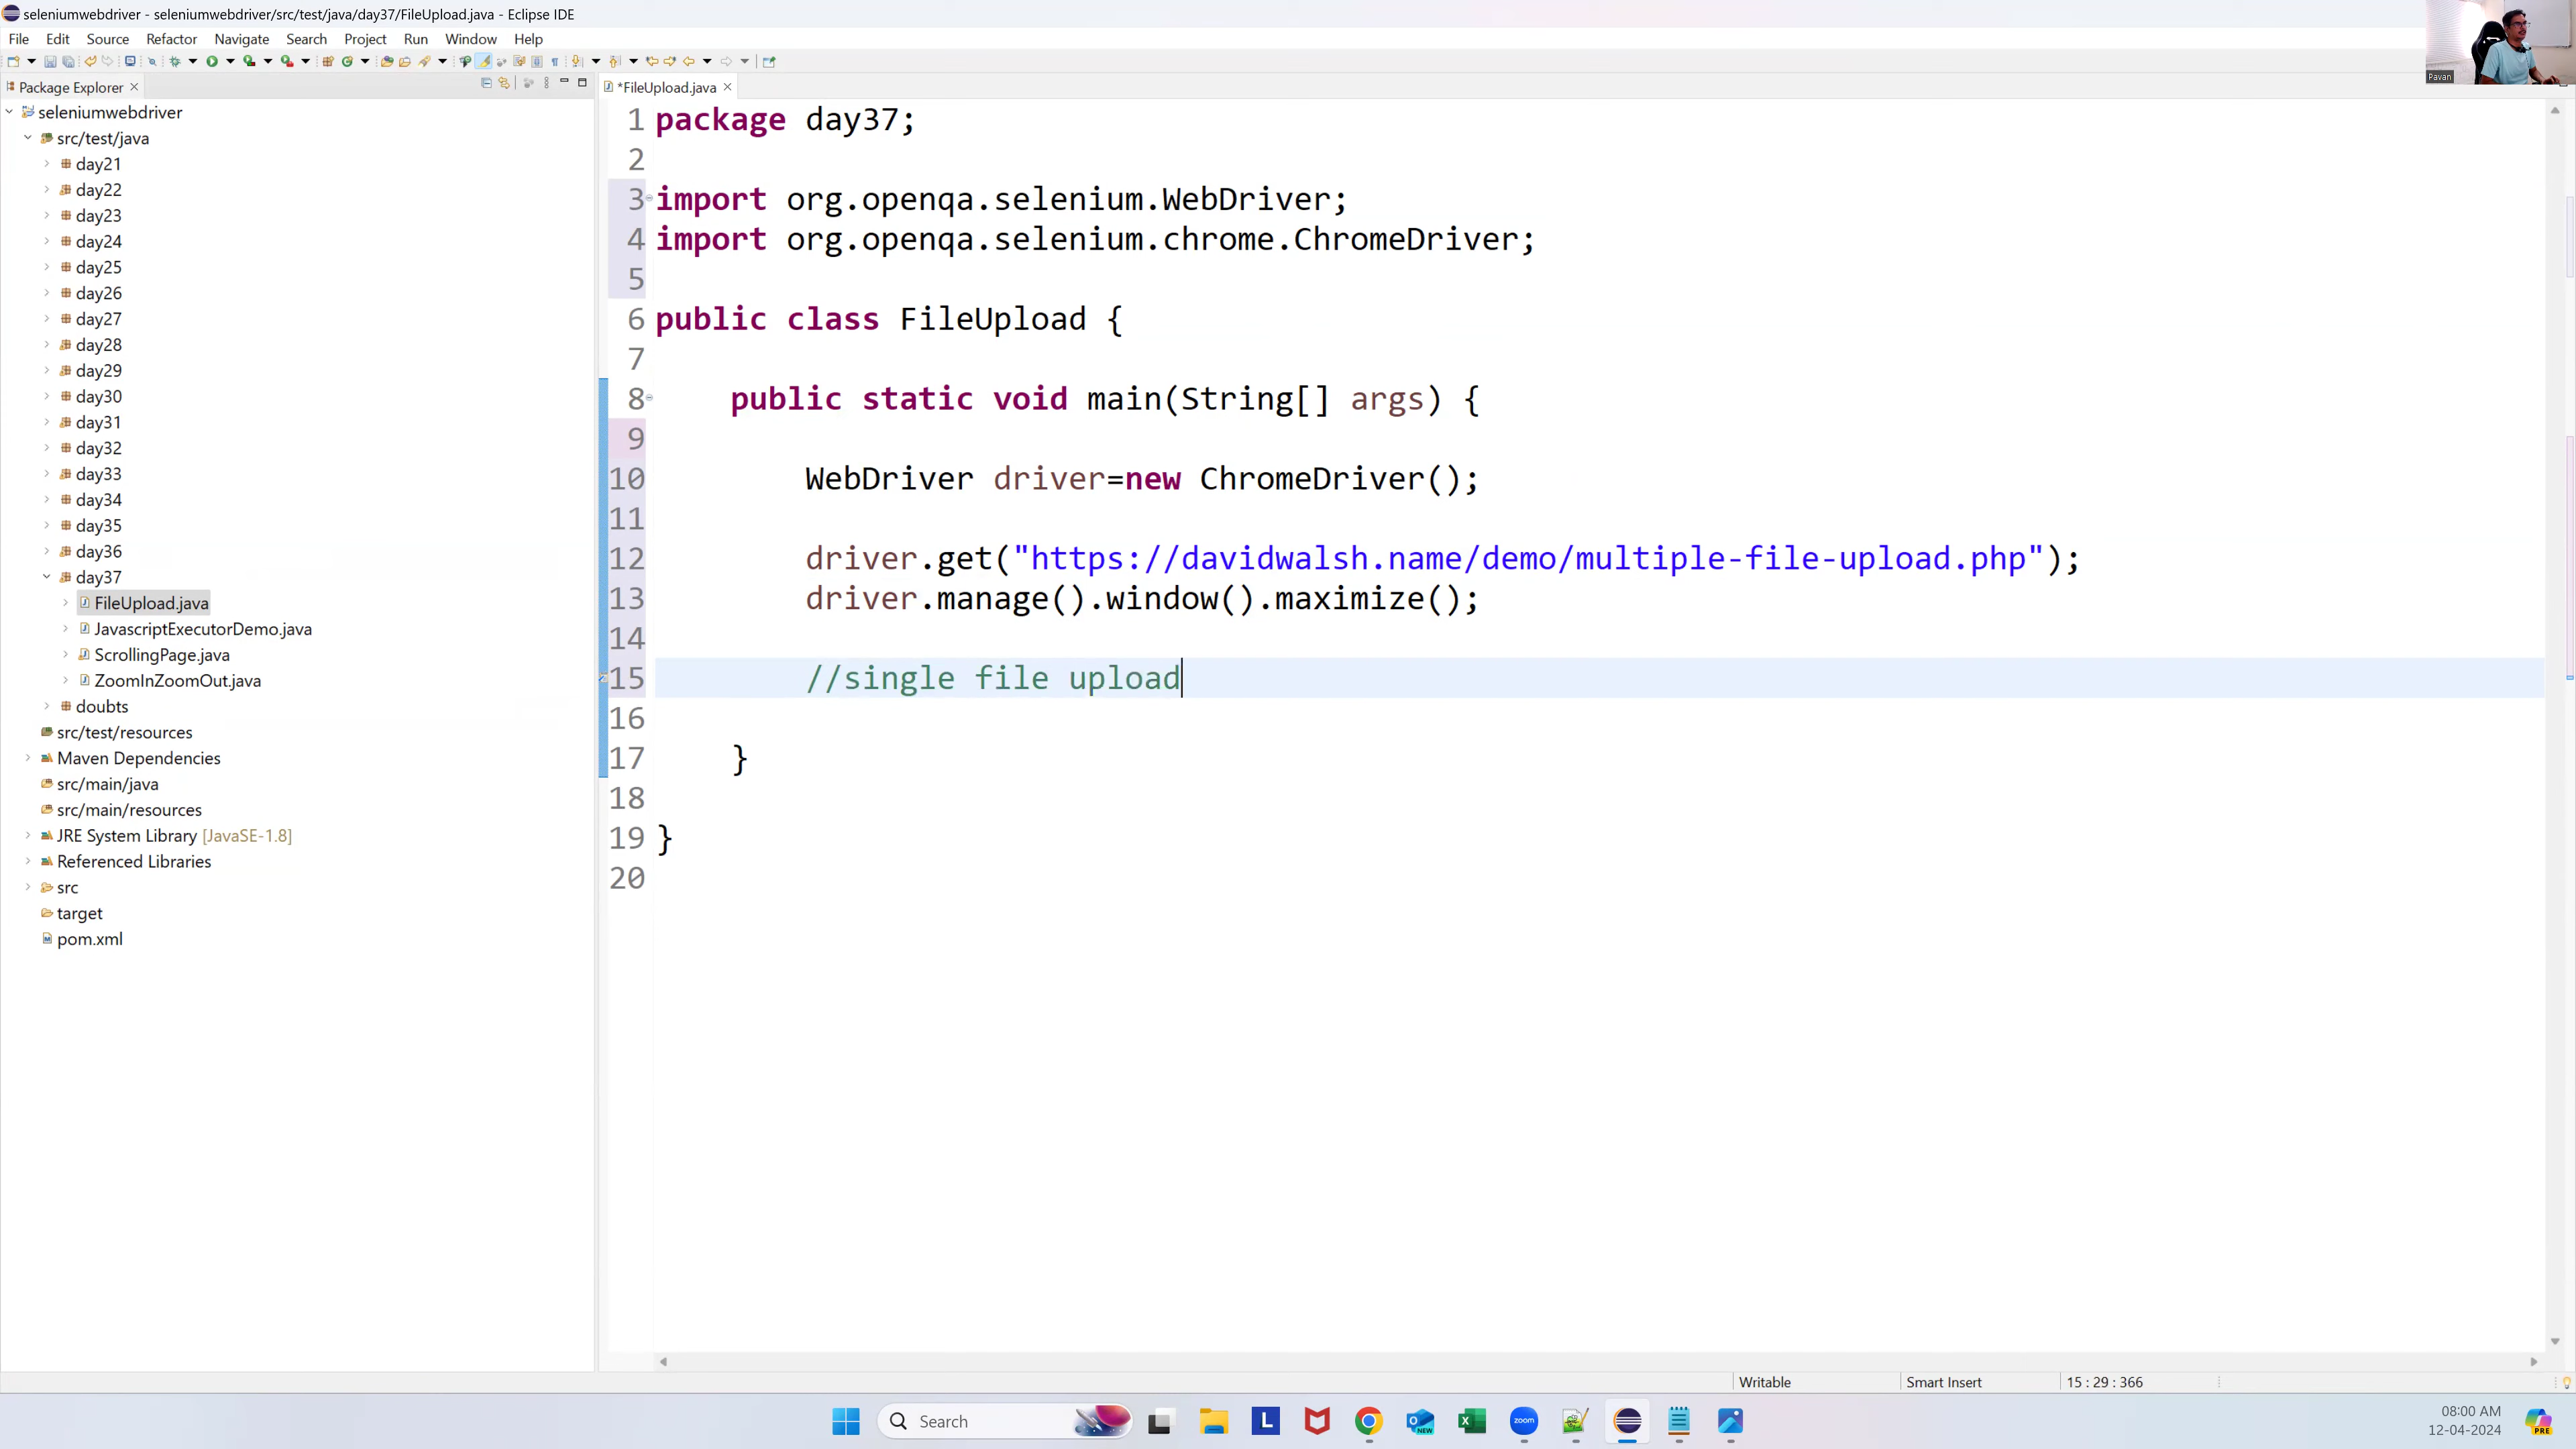 seleniumwebdriver - seleniumwebdriver/src/test/java/day37/FileUpload.java - Eclipse IDE
File Edit Source Refactor Navigate Search Project Run Window Help
Pavan
Package Explorer
*FileUpload.java
seleniumwebdriver
src/test/java
day21
day22
day23
day24
day25
day26
day27
day28
day29
day30
day31
day32
day33
day34
day35
day36
day37
FileUpload.java
JavascriptExecutorDemo.java
ScrollingPage.java
ZoomInZoomOut.java
doubts
src/test/resources
Maven Dependencies
src/main/java
src/main/resources
JRE System Library [JavaSE-1.8]
Referenced Libraries
src
target
pom.xml
1 package day37;
2
3 import org.openqa.selenium.WebDriver;
4 import org.openqa.selenium.chrome.ChromeDriver;
5
6 public class FileUpload {
7
8 public static void main(String[] args) {
9
10 WebDriver driver=new ChromeDriver();
11
12 driver.get("https://davidwalsh.name/demo/multiple-file-upload.php");
13 driver.manage().window().maximize();
14
15 //single file upload
16
17 }
18
19 }
20
Writable Smart Insert 15 : 29 : 366
Search
L
NEW
zoom
08:00 AM
12-04-2024
PRE